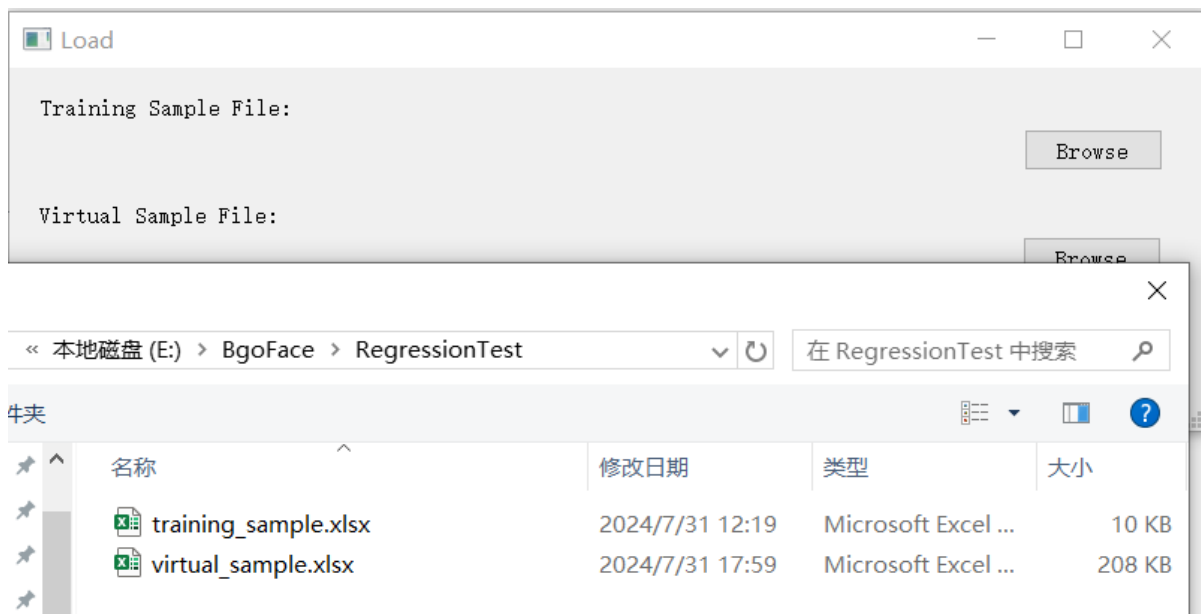 Load
Training Sample File:
Browse
Virtual Sample File:
Browse
« 本地磁盘 (E:) > BgoFace > RegressionTest
在 RegressionTest 中搜索
件夹
?
名称 修改日期 类型 大小
training_sample.xlsx 2024/7/31 12:19 Microsoft Excel ... 10 KB
virtual_sample.xlsx 2024/7/31 17:59 Microsoft Excel ... 208 KB